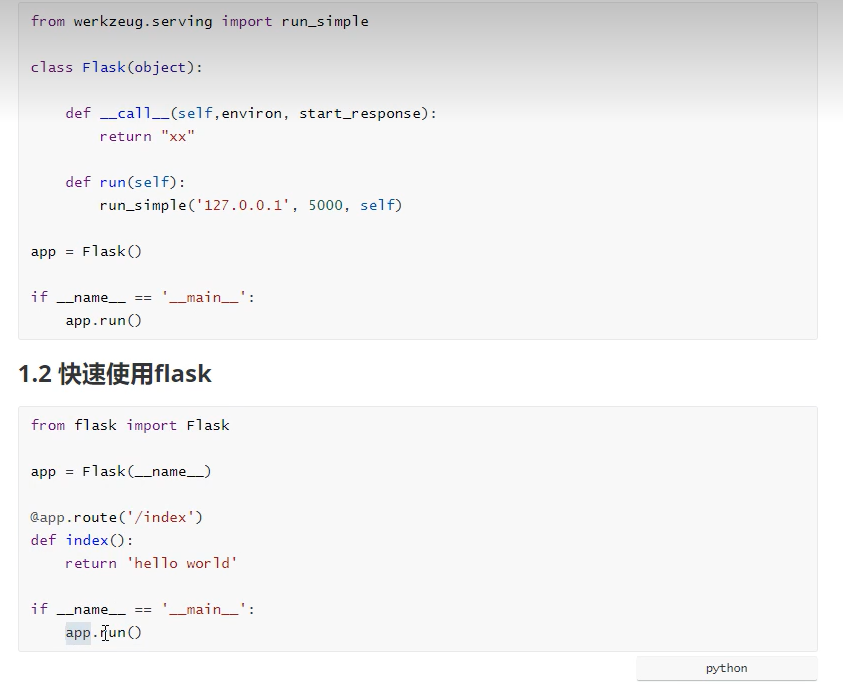 from werkzeug.serving import run_simple
class Flask(object):
def __call__(self,environ, start_response):
return "xx"
def run(self):
run_simple('127.0.0.1', 5000, self)
app = Flask()
if __name__ == '__main__':
app.run()
1.2 快速使用flask
from flask import Flask
app = Flask(__name__)
@app.route('/index')
def index():
return 'hello world'
if __name__ == '__main__':
app.run()
python